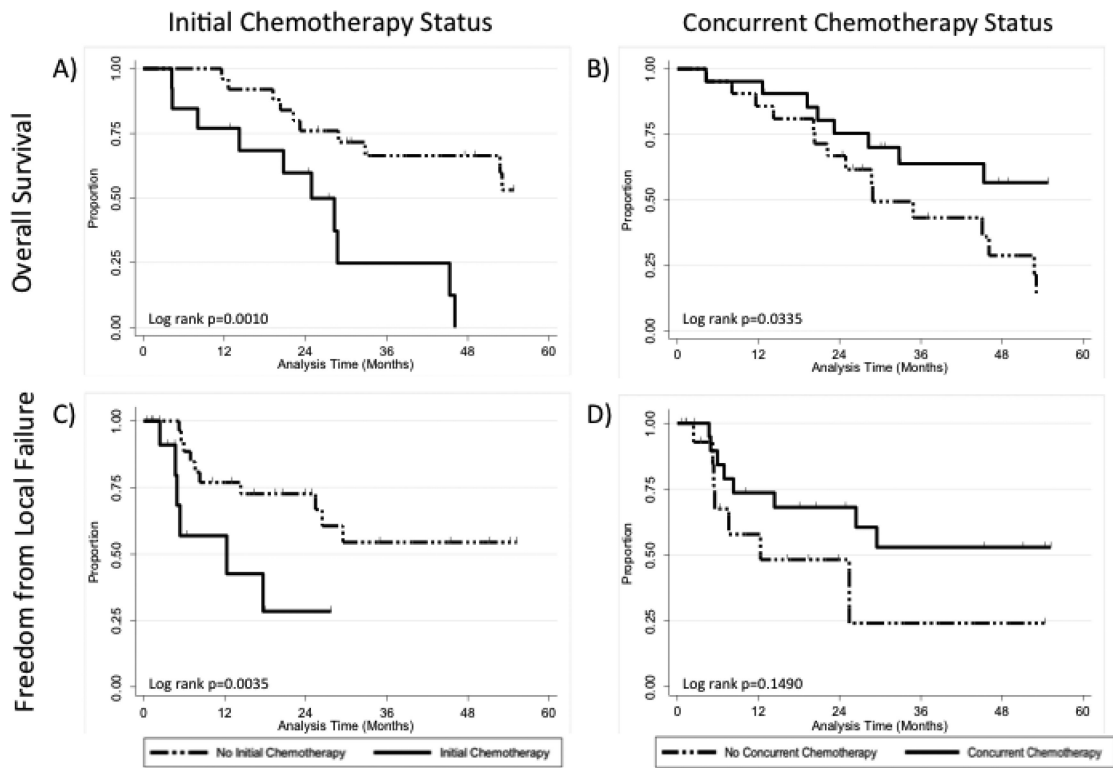 Initial Chemotherapy Status
Concurrent Chemotherapy Status
Overall Survival
A)
Proportion
1.00
0.75
0.50
0.25
0.00
Log rank p=0.0010
0 12 24 36 48 60
Analysis Time (Months)
B)
Proportion
1.00
0.75
0.50
0.25
0.00
Log rank p=0.0335
0 12 24 36 48 60
Analysis Time (Months)
Freedom from Local Failure
C)
Proportion
1.00
0.75
0.50
0.25
0.00
Log rank p=0.0035
0 12 24 36 48 60
Analysis Time (Months)
No Initial Chemotherapy Initial Chemotherapy
D)
Proportion
1.00
0.75
0.50
0.25
0.00
Log rank p=0.1490
0 12 24 36 48 60
Analysis Time (Months)
No Concurrent Chemotherapy Concurrent Chemotherapy